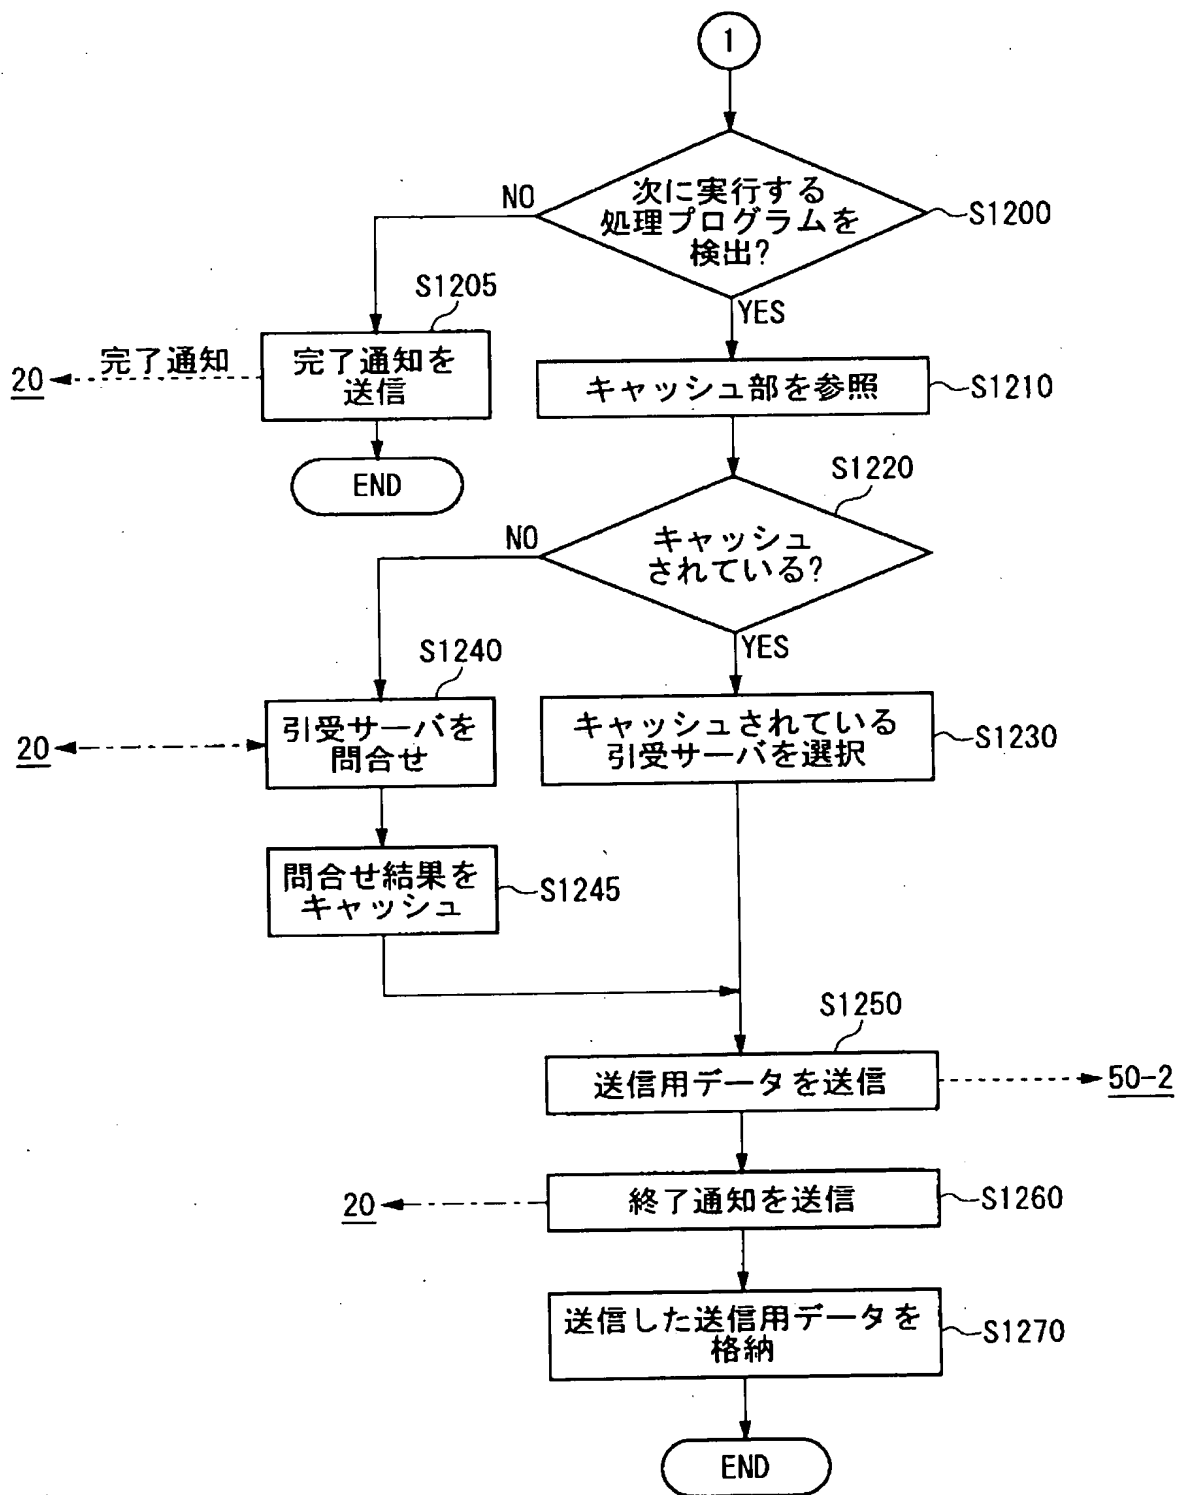 1
次に実行する
処理プログラムを
検出?
NO
S1200
YES
S1205
完了通知を
送信
完了通知
20
END
キャッシュ部を参照
S1210
S1220
キャッシュ
されている?
NO
YES
S1240
引受サーバを
問合せ
20
キャッシュされている
引受サーバを選択
S1230
問合せ結果を
キャッシュ
S1245
S1250
送信用データを送信
50-2
終了通知を送信
S1260
20
送信した送信用データを
格納
S1270
END